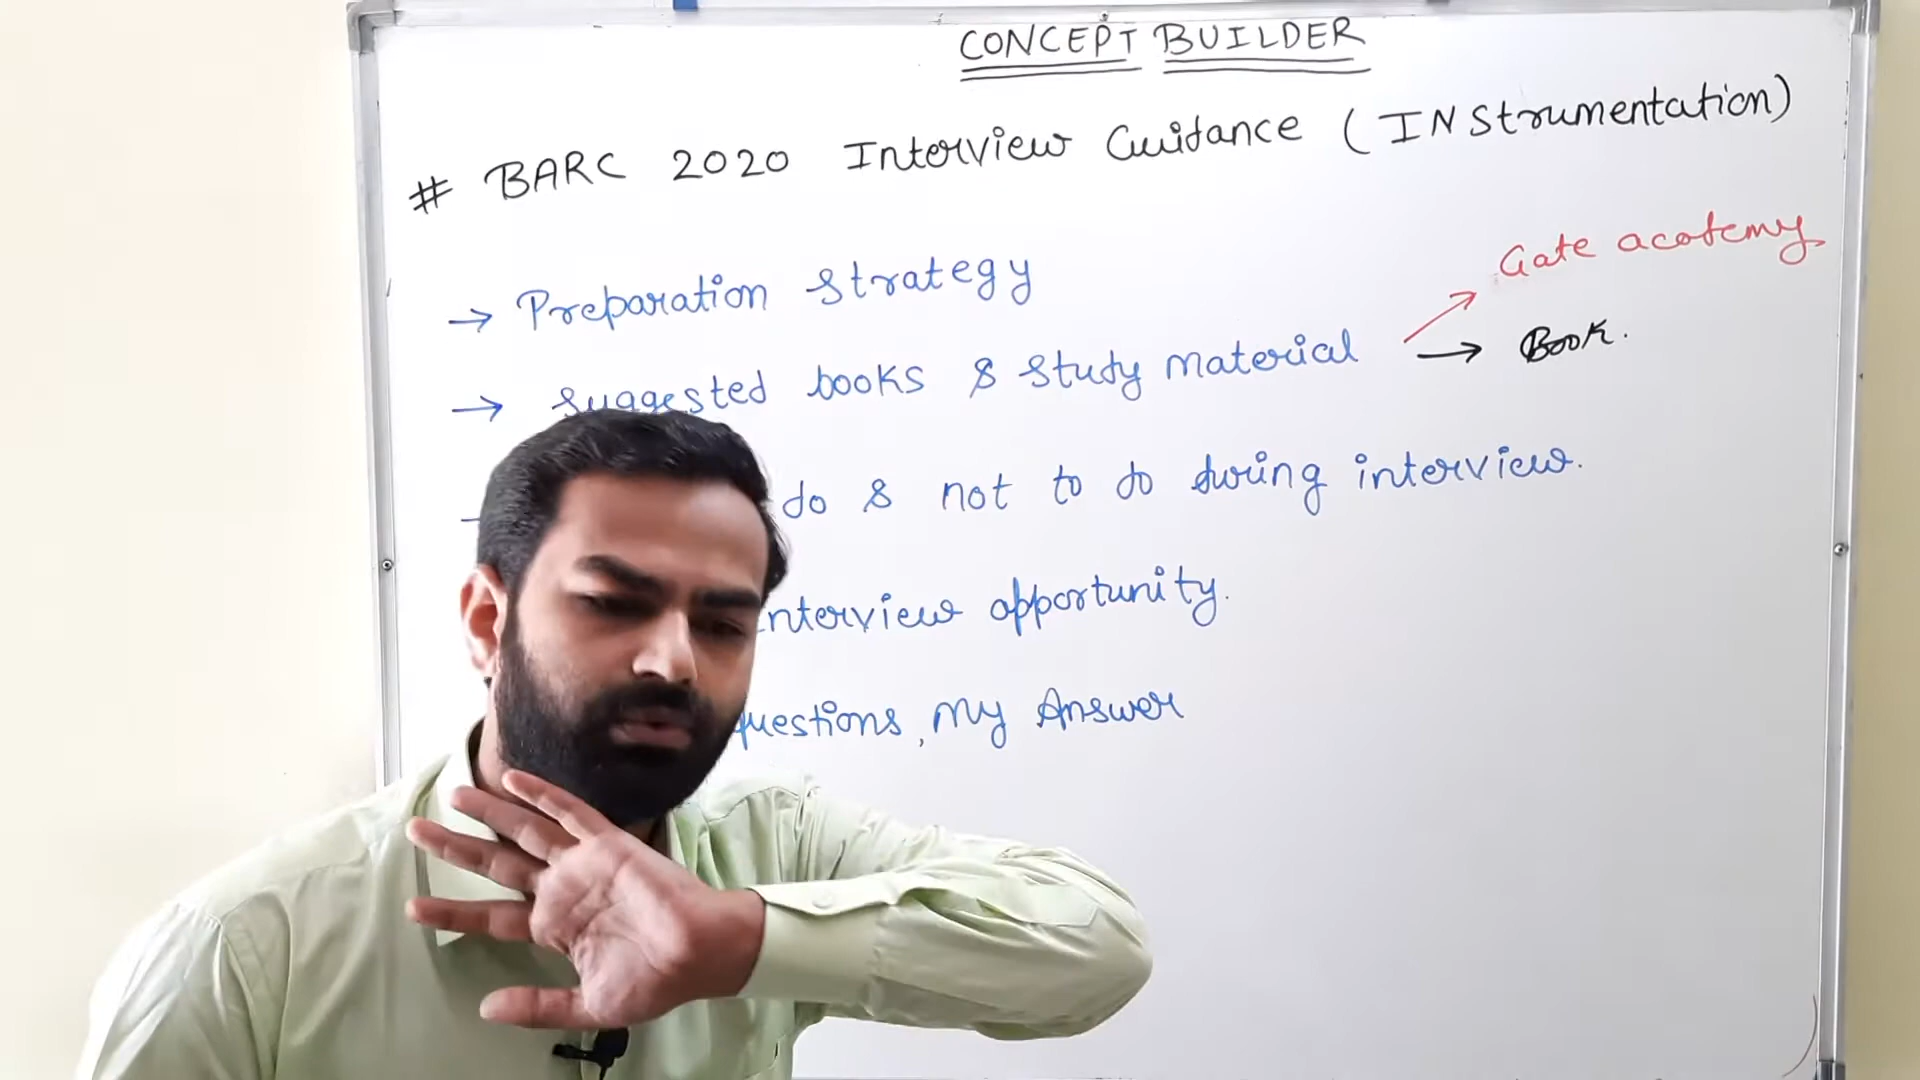 CONCEPT BUILDER
# BARC 2020 Interview Guidance (INStrumentation)
→ Preparation strategy
→ Suggested books & study material → Gate academy
→ Book.
do & not to do during interview.
nterview opportunity.
questions, My Answer